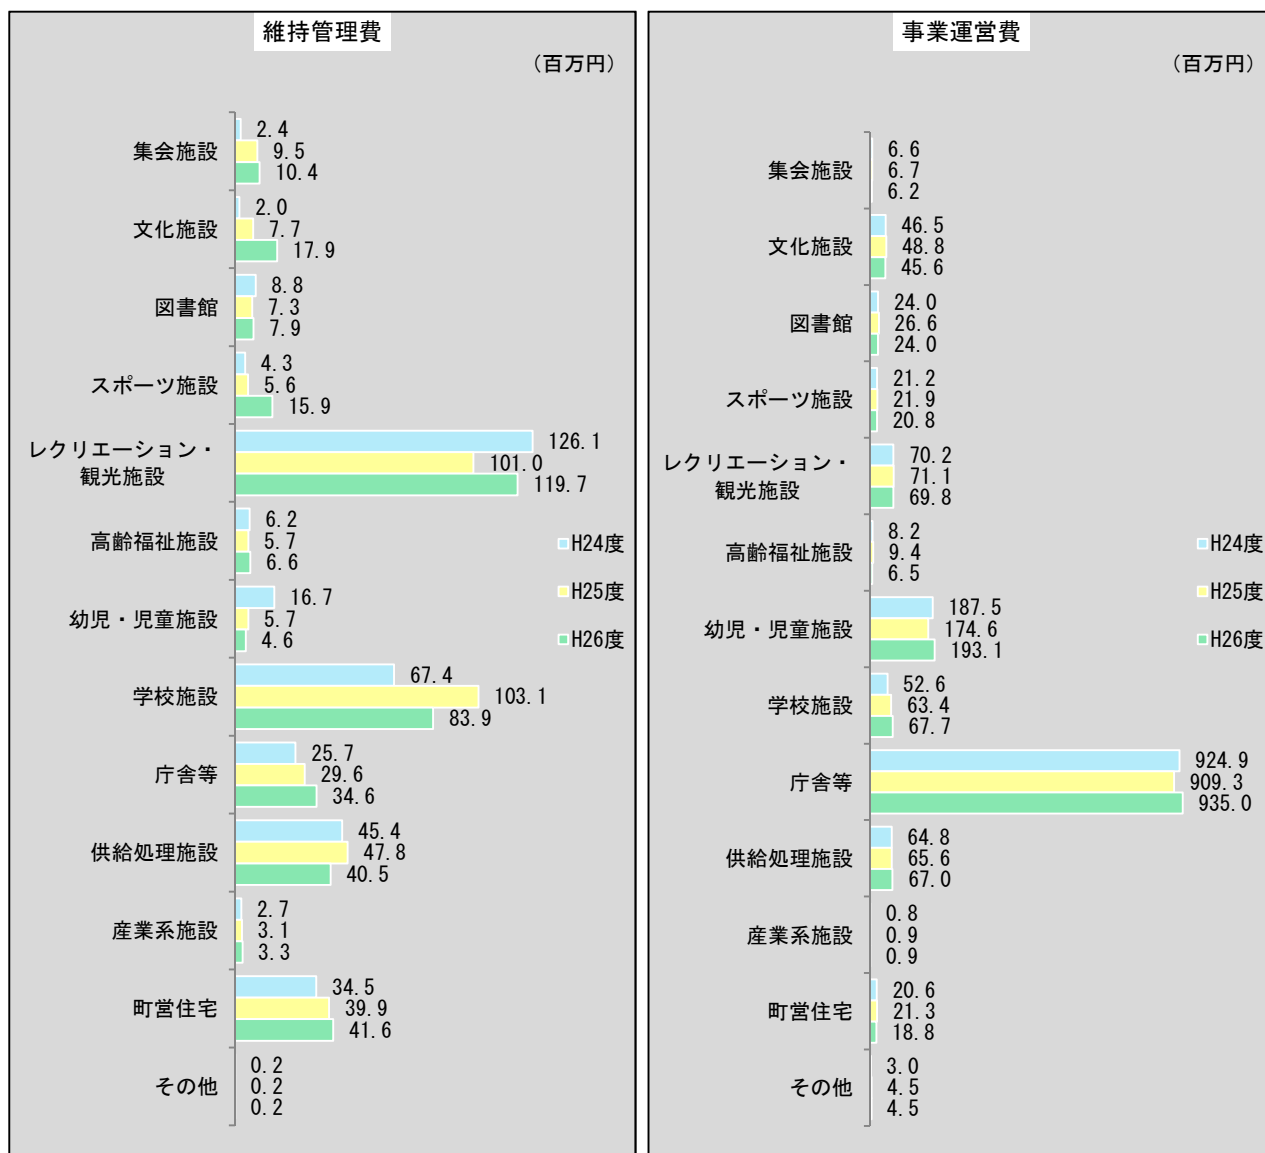 維持管理費
(百万円)
集会施設
2.4
9.5
10.4
文化施設
2.0
7.7
17.9
図書館
8.8
7.3
7.9
スポーツ施設
4.3
5.6
15.9
レクリエーション・
観光施設
126.1
101.0
119.7
高齢福祉施設
6.2
5.7
6.6
幼児・児童施設
16.7
5.7
4.6
学校施設
67.4
103.1
83.9
庁舎等
25.7
29.6
34.6
供給処理施設
45.4
47.8
40.5
産業系施設
2.7
3.1
3.3
町営住宅
34.5
39.9
41.6
その他
0.2
0.2
0.2
H24度
H25度
H26度
事業運営費
(百万円)
集会施設
6.6
6.7
6.2
文化施設
46.5
48.8
45.6
図書館
24.0
26.6
24.0
スポーツ施設
21.2
21.9
20.8
レクリエーション・
観光施設
70.2
71.1
69.8
高齢福祉施設
8.2
9.4
6.5
幼児・児童施設
187.5
174.6
193.1
学校施設
52.6
63.4
67.7
庁舎等
924.9
909.3
935.0
供給処理施設
64.8
65.6
67.0
産業系施設
0.8
0.9
0.9
町営住宅
20.6
21.3
18.8
その他
3.0
4.5
4.5
H24度
H25度
H26度